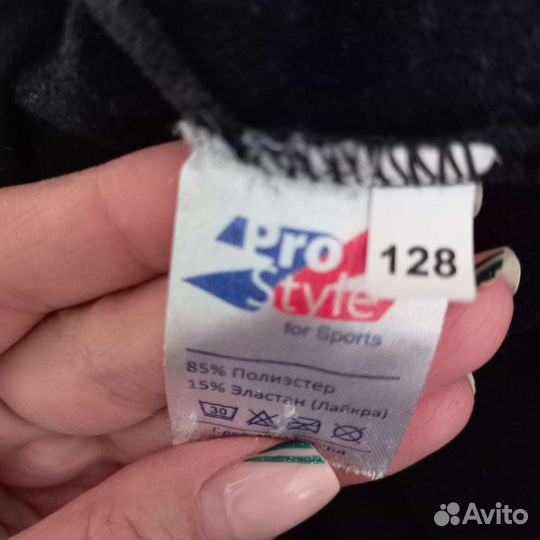 Pro
Style
for Sports
128
85% Полиэстер
15% Эластан (Лайкра)
30
Avito